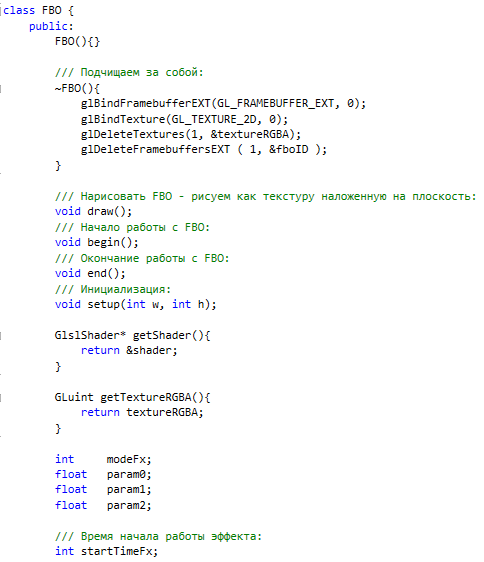 class FBO {
public:
FBO(){}
/// Подчищаем за собой:
~FBO(){
glBindFramebufferEXT(GL_FRAMEBUFFER_EXT, 0);
glBindTexture(GL_TEXTURE_2D, 0);
glDeleteTextures(1, &textureRGBA);
glDeleteFramebuffersEXT ( 1, &fboID );
}
/// Нарисовать FBO - рисуем как текстуру наложенную на плоскость:
void draw();
/// Начало работы с FBO:
void begin();
/// Окончание работы с FBO:
void end();
/// Инициализация:
void setup(int w, int h);
GlslShader* getShader(){
return &shader;
}
GLuint getTextureRGBA(){
return textureRGBA;
}
int modeFx;
float param0;
float param1;
float param2;
/// Время начала работы эффекта:
int startTimeFx;